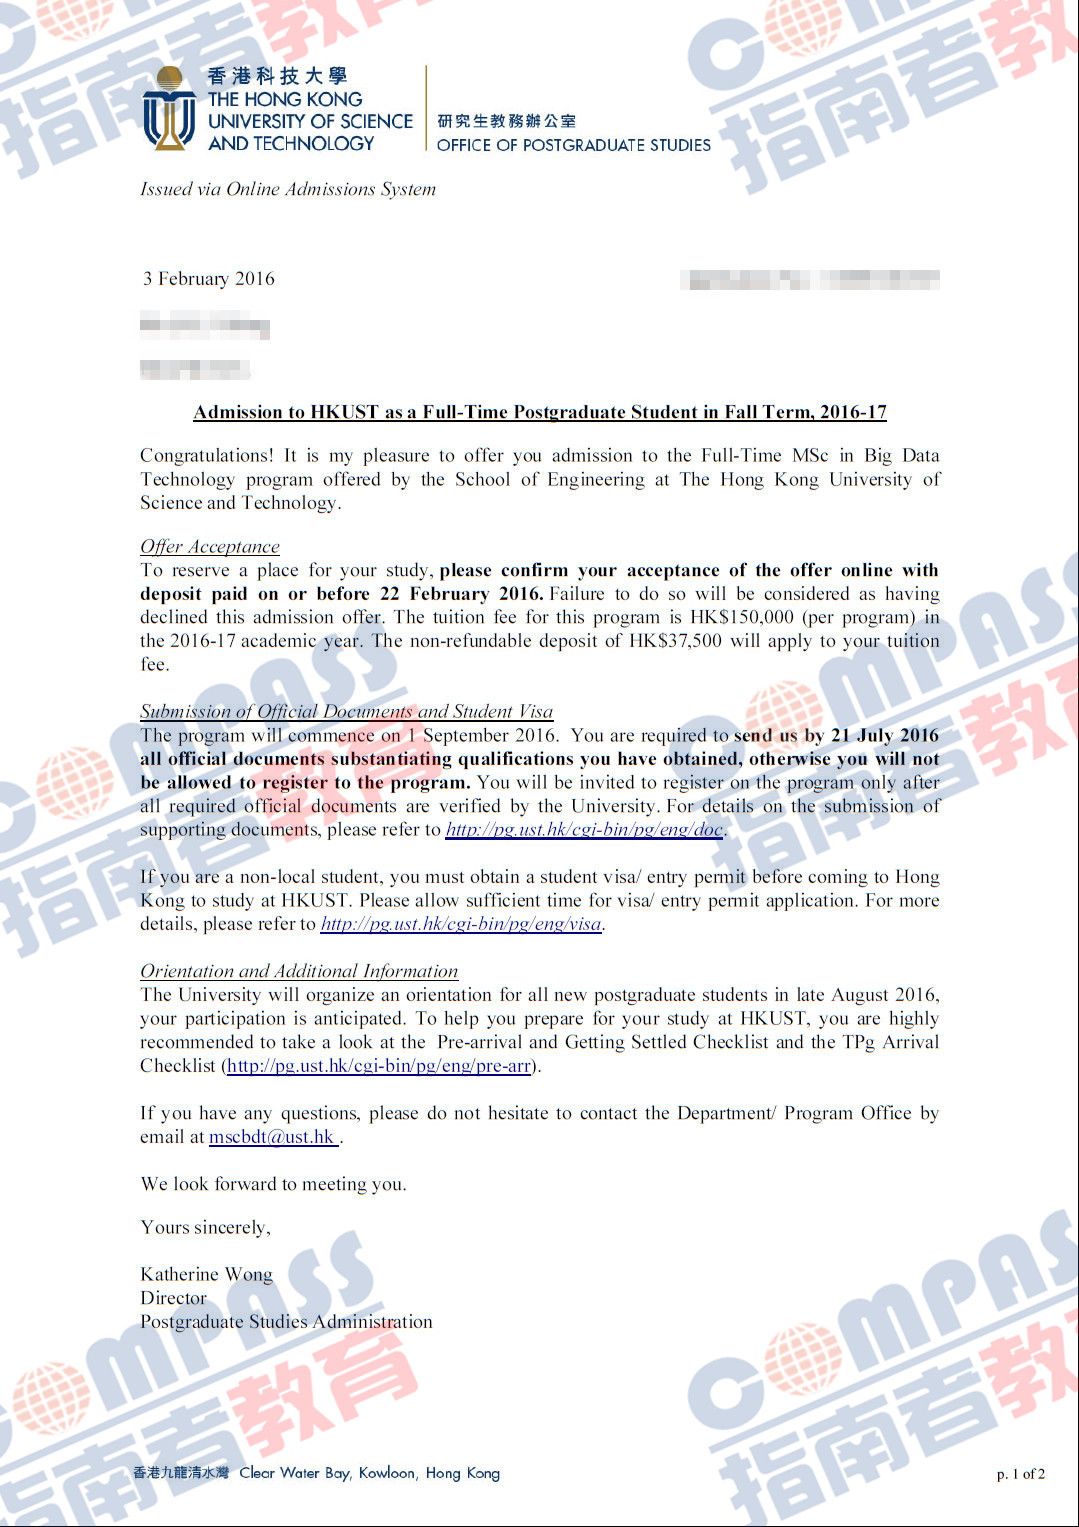 香港科技大學
THE HONG KONG
UNIVERSITY OF SCIENCE
AND TECHNOLOGY
研究生教務辦公室
OFFICE OF POSTGRADUATE STUDIES
Issued via Online Admissions System
3 February 2016
Admission to HKUST as a Full-Time Postgraduate Student in Fall Term, 2016-17
Congratulations! It is my pleasure to offer you admission to the Full-Time MSc in Big Data
Technology program offered by the School of Engineering at The Hong Kong University of
Science and Technology.
Offer Acceptance
To reserve a place for your study, please confirm your acceptance of the offer online with
deposit paid on or before 22 February 2016. Failure to do so will be considered as having
declined this admission offer. The tuition fee for this program is HK$150,000 (per program) in
the 2016-17 academic year. The non-refundable deposit of HK$37,500 will apply to your tuition
fee.
Submission of Official Documents and Student Visa
The program will commence on 1 September 2016. You are required to send us by 21 July 2016
all official documents substantiating qualifications you have obtained, otherwise you will not
be allowed to register to the program. You will be invited to register on the program only after
all required official documents are verified by the University. For details on the submission of
supporting documents, please refer to http://pg.ust.hk/cgi-bin/pg/eng/doc.
If you are a non-local student, you must obtain a student visa/ entry permit before coming to Hong
Kong to study at HKUST. Please allow sufficient time for visa/ entry permit application. For more
details, please refer to http://pg.ust.hk/cgi-bin/pg/eng/visa.
Orientation and Additional Information
The University will organize an orientation for all new postgraduate students in late August 2016,
your participation is anticipated. To help you prepare for your study at HKUST, you are highly
recommended to take a look at the Pre-arrival and Getting Settled Checklist and the TPg Arrival
Checklist (http://pg.ust.hk/cgi-bin/pg/eng/pre-arr).
If you have any questions, please do not hesitate to contact the Department/ Program Office by
email at mscbdt@ust.hk .
We look forward to meeting you.
Yours sincerely,
Katherine Wong
Director
Postgraduate Studies Administration
香港九龍清水灣 Clear Water Bay, Kowloon, Hong Kong
p. 1 of 2
COMPASS
指南者教育